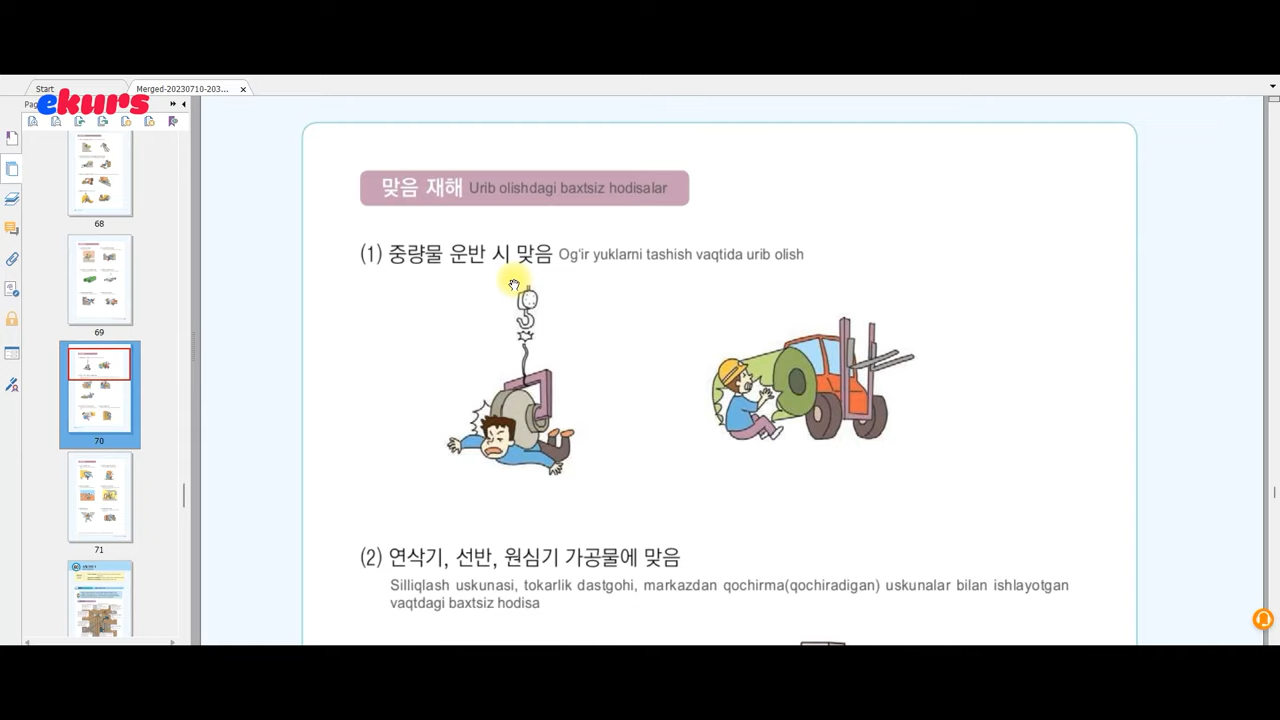 Start
Merged-20230710-203...
ekurs
맞음 재해 Urib olishdagi baxtsiz hodisalar
(1) 중량물 운반 시 맞음 Og'ir yuklarni tashish vaqtida urib olish
68
69
70
71
(2) 연삭기, 선반, 원심기 가공물에 맞음
Silliqlash uskunasi, tokarlik dastgohi, markazdan qochirma(qochiradigan) uskunalar bilan ishlayotgan
vaqtdagi baxtsiz hodisa